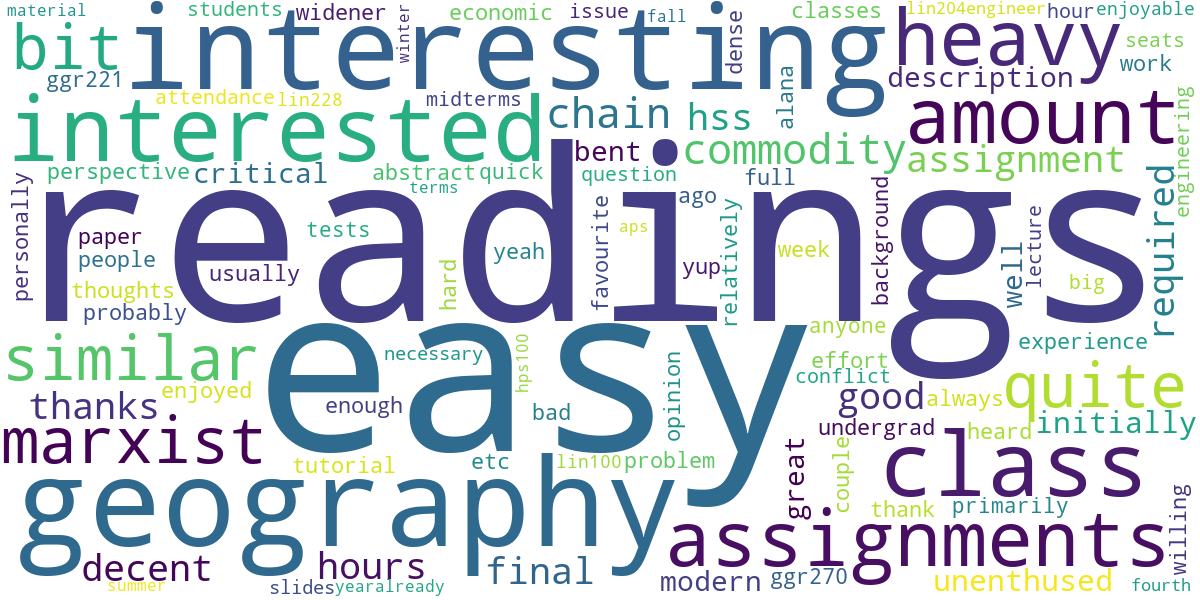 material
students
widener
winter
economic
issue
fall
dense
classes
lin204engineer
hour
enjoyable
bit
interesting
heavy
seats
work
ggr221
description
attendance
lin228
midterms
alana
amount
engineering
interested
chain
hss
bent
commodity
assignment
perspective
critical
abstract
quick
question
full
terms
personally
readings
ago
required
paper
people
tests
usually
yeah
hard
favourite
aps
yup
relatively
week
background
well
lecture
big
thoughts
probably
easy
anyone
experience
similar
necessary
hps100
effort
conflict
enjoyed
quite
thanks
enough
bad
opinion
good
always
initially
marxist
undergrad
heard
class
tutorial
etc
lin100
problem
great
couple
geography
thank
primarily
assignments
willing
decent
hours
final
modern
ggr270
unenthused
fourth
summer
slides
yearalready